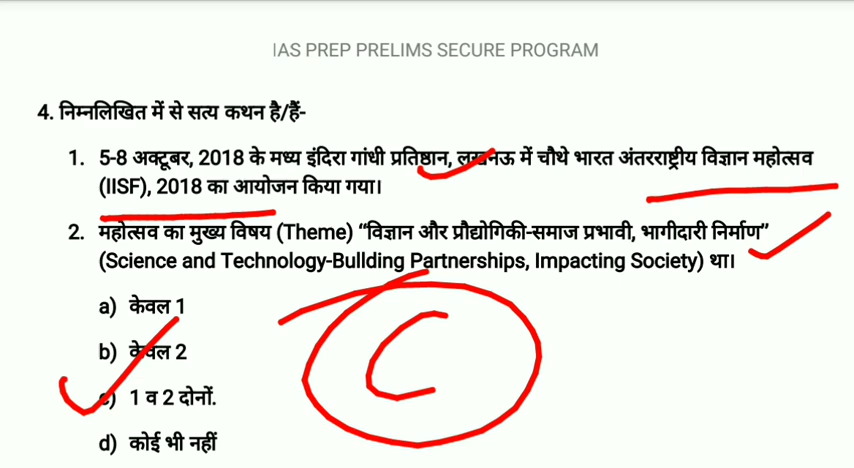 IAS PREP PRELIMS SECURE PROGRAM
4. निम्नलिखित में से सत्य कथन है/हैं-
1. 5-8 अक्टूबर, 2018 के मध्य इंदिरा गांधी प्रतिष्ठान, लखनऊ में चौथे भारत अंतरराष्ट्रीय विज्ञान महोत्सव
(IISF), 2018 का आयोजन किया गया।
2. महोत्सव का मुख्य विषय (Theme) “विज्ञान और प्रौद्योगिकी-समाज प्रभावी, भागीदारी निर्माण”
(Science and Technology-Bullding Partnerships, Impacting Society) था।
a) केवल 1
b) केवल 2
c) 1 व 2 दोनों.
C
d) कोई भी नहीं